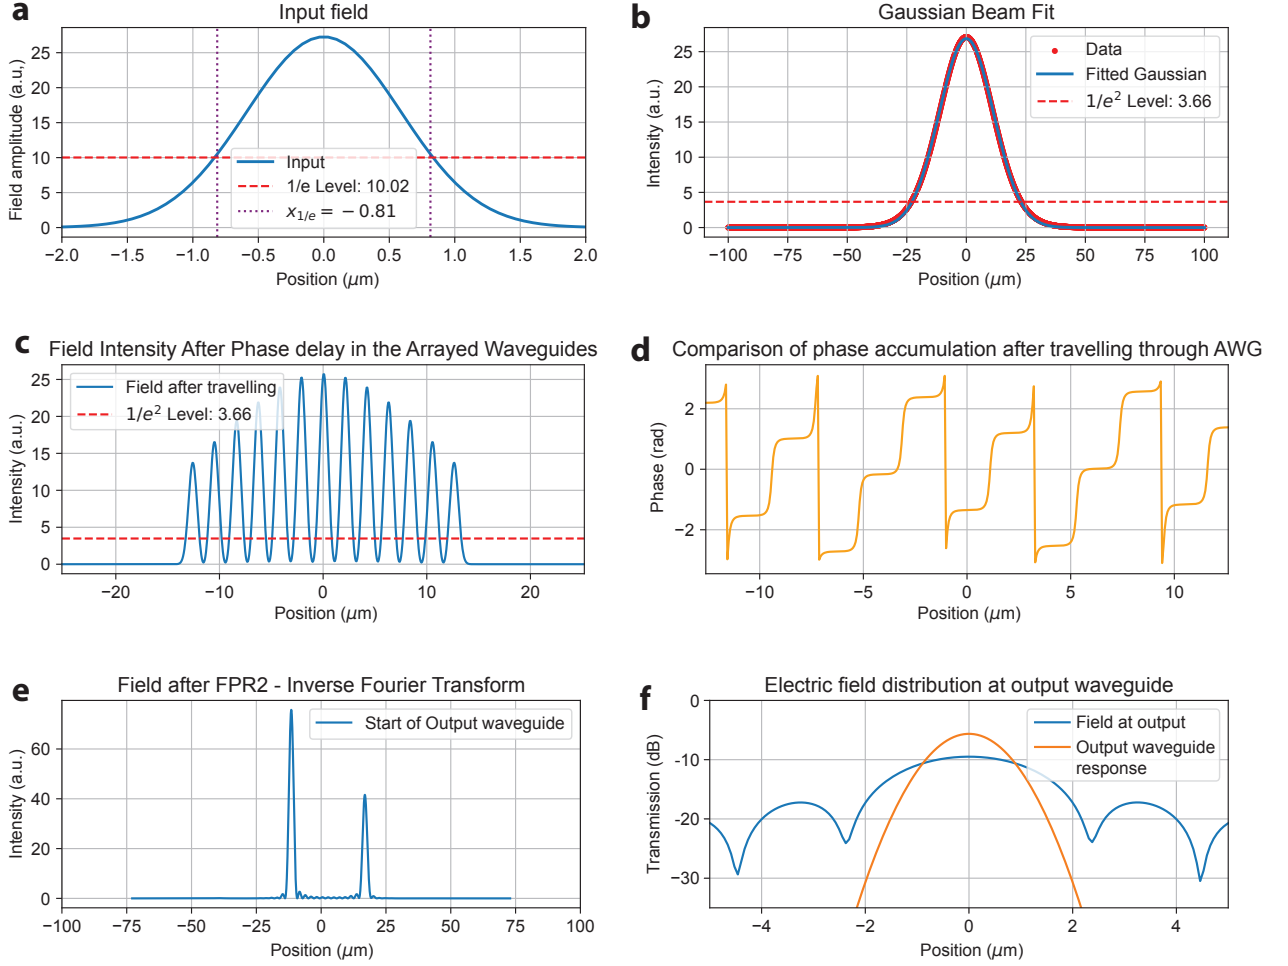 a
Input field
Field amplitude (a.u,)
25
20
15
10
5
0
Input
1/e Level: 10.02
x1/e = −0.81
−2.0 −1.5 −1.0 −0.5 0.0 0.5 1.0 1.5 2.0
Position (μm)
b
Gaussian Beam Fit
Intensity (a.u.)
25
20
15
10
5
0
Data
Fitted Gaussian
1/e² Level: 3.66
−100 −75 −50 −25 0 25 50 75 100
Position (μm)
c
Field Intensity After Phase delay in the Arrayed Waveguides
Intensity (a.u.)
25
20
15
10
5
0
Field after travelling
1/e² Level: 3.66
−20 −10 0 10 20
Position (μm)
d
Comparison of phase accumulation after travelling through AWG
Phase (rad)
2
0
−2
−10 −5 0 5 10
Position (μm)
e
Field after FPR2 - Inverse Fourier Transform
Intensity (a.u.)
60
40
20
0
Start of Output waveguide
−100 −75 −50 −25 0 25 50 75 100
Position (μm)
f
Electric field distribution at output waveguide
Transmission (dB)
0
-10
-20
−30
Field at output
Output waveguide
response
−4 −2 0 2 4
Position (μm)